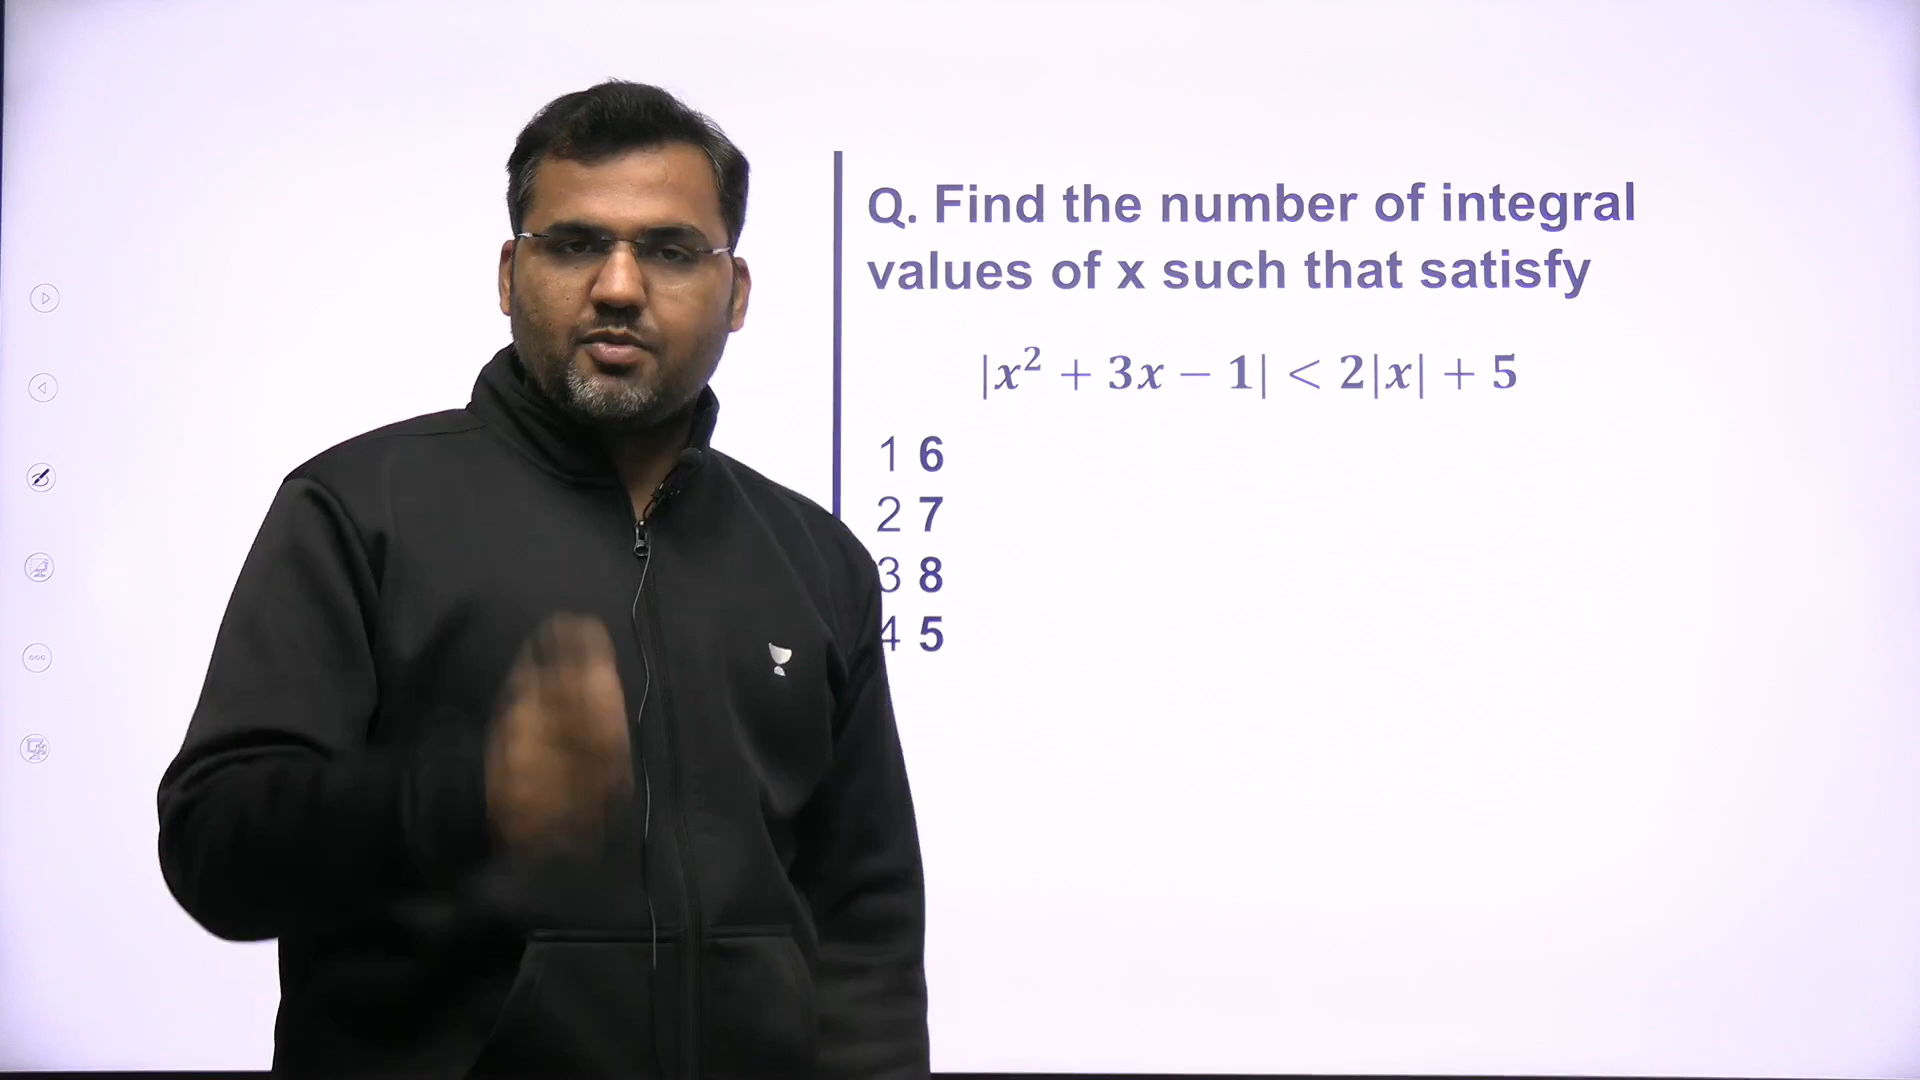 Q. Find the number of integral
values of x such that satisfy
|x² + 3x − 1| < 2|x| + 5
1 6
2 7
3 8
4 5